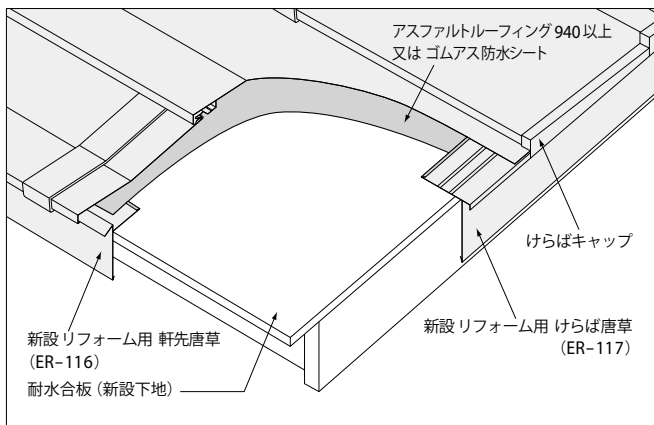 アスファルトルーフィング940以上
又は ゴムアス防水シート
けらばキャップ
新設リフォーム用 けらば唐草
(ER-117)
新設リフォーム用 軒先唐草
(ER-116)
耐水合板(新設下地)